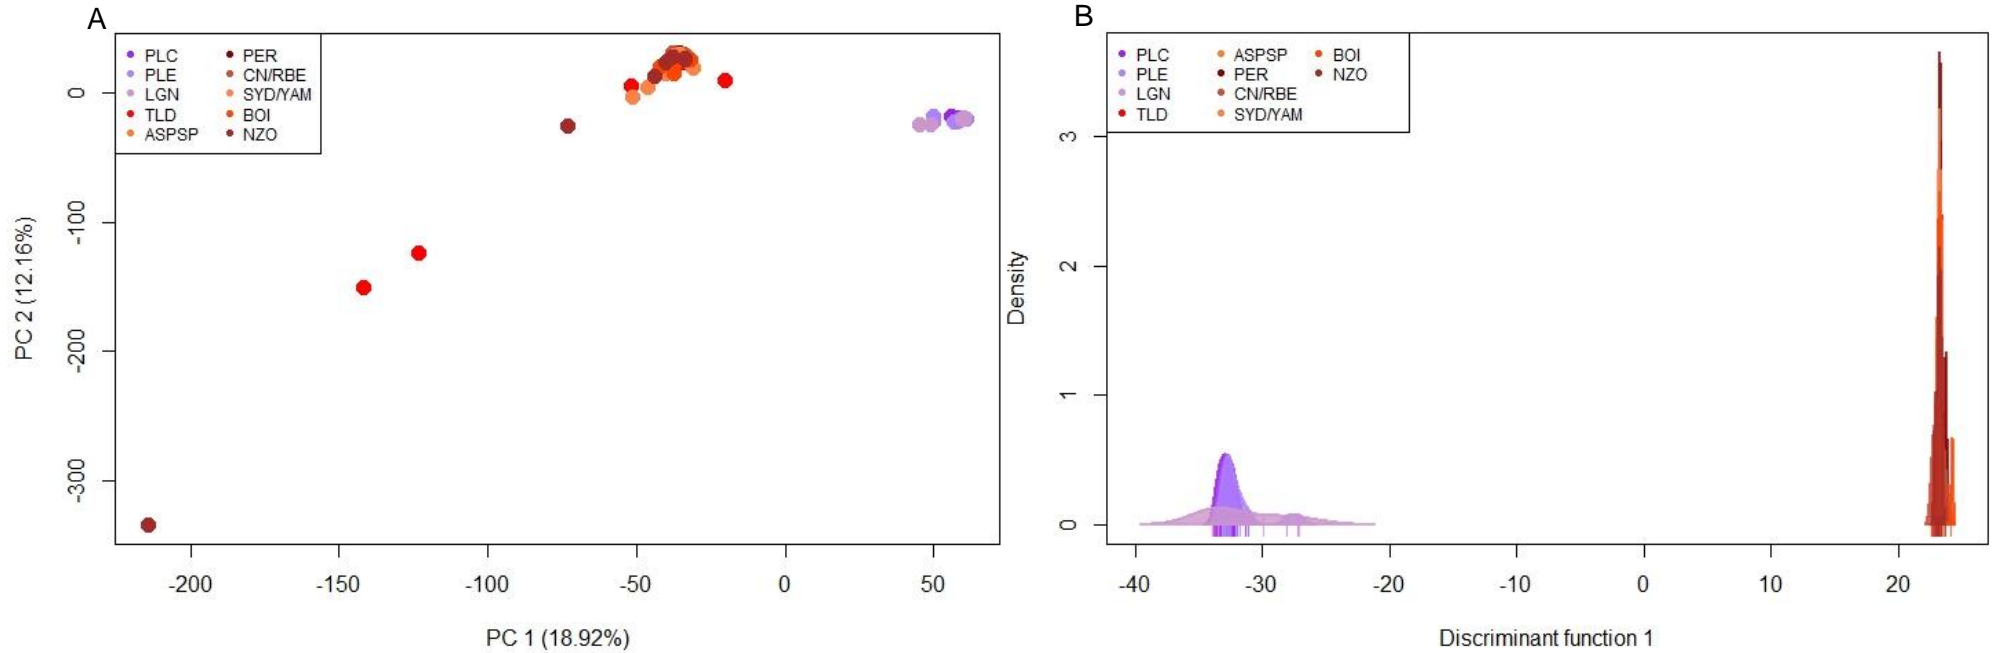 A
PLC PER
PLE CN/RBE
LGN SYD/YAM
TLD BOI
ASPSP NZO
0
-100
-200
-300
PC 2 (12.16%)
-200 -150 -100 -50 0 50
PC 1 (18.92%)
B
PLC ASPSP BOI
PLE PER NZO
LGN CN/RBE
TLD SYD/YAM
3
2
1
0
Density
-40 -30 -20 -10 0 10 20
Discriminant function 1